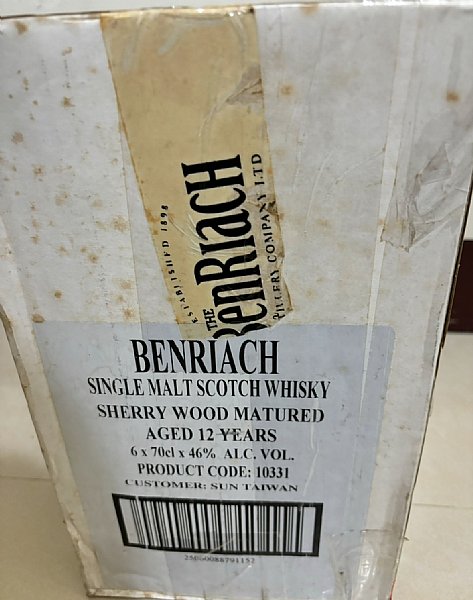 ESTABLISHED 1898
THE
BenRiach
DISTILLERY COMPANY LTD
BENRIACH
SINGLE MALT SCOTCH WHISKY
SHERRY WOOD MATURED
AGED 12 YEARS
6 x 70cl x 46% ALC. VOL.
PRODUCT CODE: 10331
CUSTOMER: SUN TAIWAN